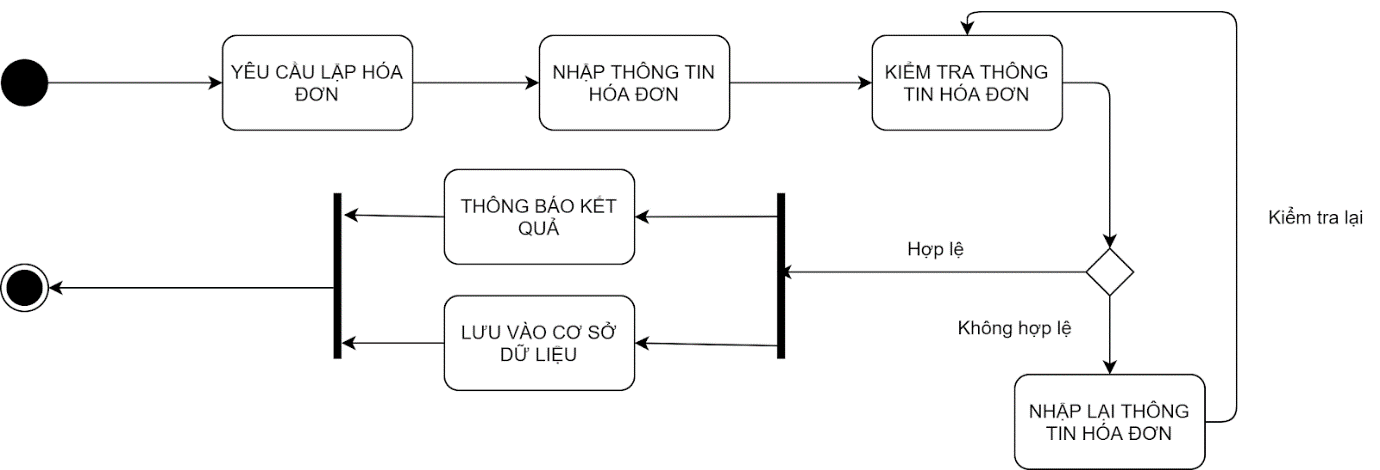 YÊU CẦU LẬP HÓA
ĐƠN
NHẬP THÔNG TIN
HÓA ĐƠN
KIỂM TRA THÔNG
TIN HÓA ĐƠN
THÔNG BÁO KẾT
QUẢ
Kiểm tra lại
Hợp lệ
LƯU VÀO CƠ SỞ
DỮ LIỆU
Không hợp lệ
NHẬP LẠI THÔNG
TIN HÓA ĐƠN